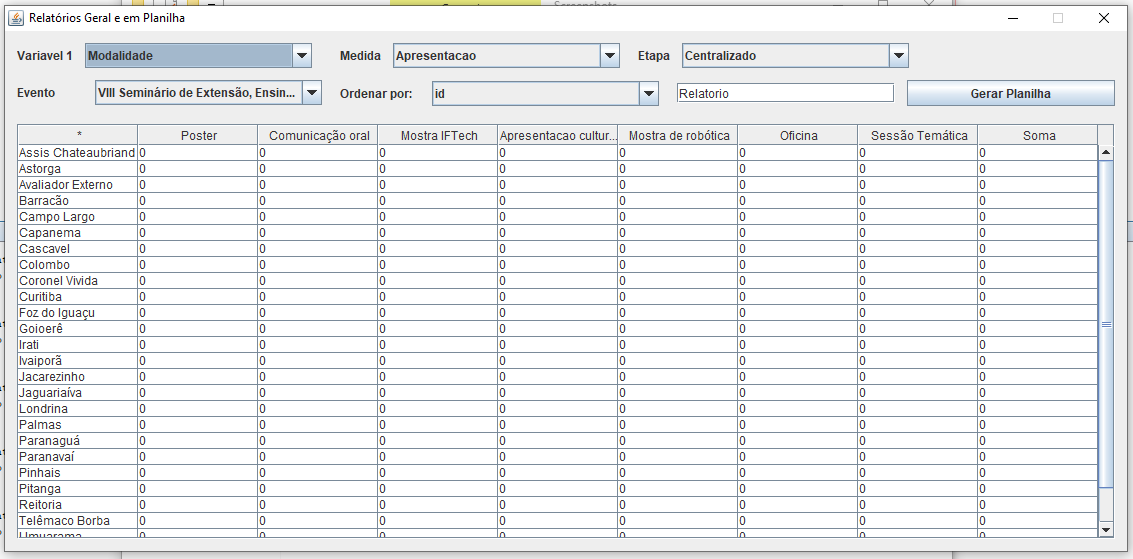 Relatórios Geral e em Planilha
Variavel 1 Modalidade Medida Apresentacao Etapa Centralizado
Evento VIII Seminário de Extensão, Ensin... Ordenar por: id Relatorio Gerar Planilha
* Poster Comunicação oral Mostra IFTech Apresentacao cultur... Mostra de robótica Oficina Sessão Temática Soma
Assis Chateaubriand 0 0 0 0 0 0 0 0
Astorga 0 0 0 0 0 0 0 0
Avaliador Externo 0 0 0 0 0 0 0 0
Barracão 0 0 0 0 0 0 0 0
Campo Largo 0 0 0 0 0 0 0 0
Capanema 0 0 0 0 0 0 0 0
Cascavel 0 0 0 0 0 0 0 0
Colombo 0 0 0 0 0 0 0 0
Coronel Vivida 0 0 0 0 0 0 0 0
Curitiba 0 0 0 0 0 0 0 0
Foz do Iguaçu 0 0 0 0 0 0 0 0
Goioerê 0 0 0 0 0 0 0 0
Irati 0 0 0 0 0 0 0 0
Ivaiporã 0 0 0 0 0 0 0 0
Jacarezinho 0 0 0 0 0 0 0 0
Jaguariaíva 0 0 0 0 0 0 0 0
Londrina 0 0 0 0 0 0 0 0
Palmas 0 0 0 0 0 0 0 0
Paranaguá 0 0 0 0 0 0 0 0
Paranavaí 0 0 0 0 0 0 0 0
Pinhais 0 0 0 0 0 0 0 0
Pitanga 0 0 0 0 0 0 0 0
Reitoria 0 0 0 0 0 0 0 0
Telêmaco Borba 0 0 0 0 0 0 0 0
Umuarama 0 0 0 0 0 0 0 0